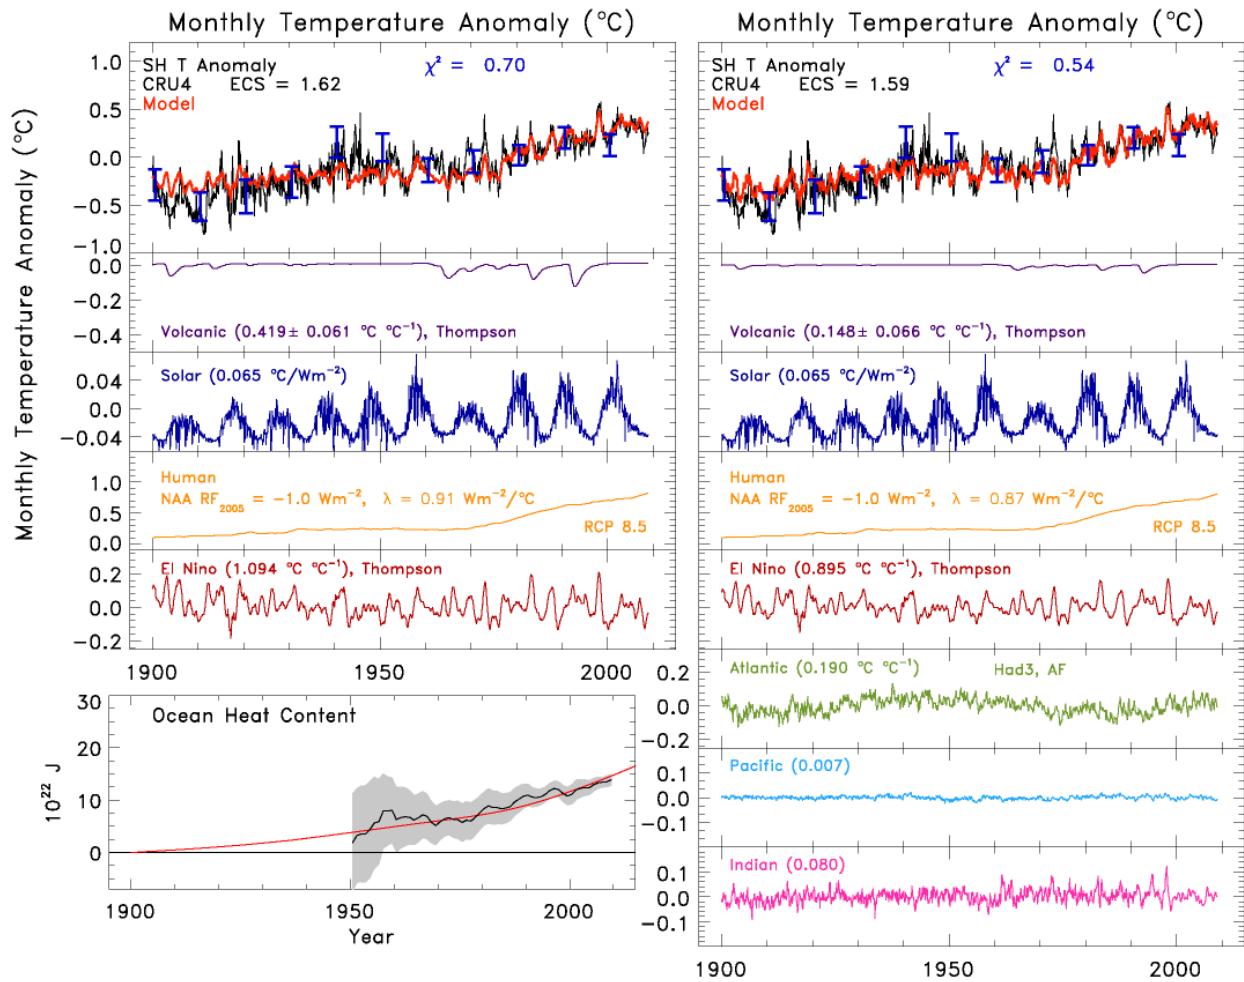 Monthly Temperature Anomaly (°C)
Monthly Temperature Anomaly (°C)
Monthly Temperature Anomaly (°C)
1.0
0.5
0.0
−0.5
−1.0
SH T Anomaly
CRU4 ECS = 1.62
Model
χ² = 0.70
0.0
−0.2
−0.4
Volcanic (0.419± 0.061 °C °C⁻¹), Thompson
0.04
0.0
−0.04
Solar (0.065 °C/Wm⁻²)
1.0
0.5
0.0
Human
NAA RF₂₀₀₅ = −1.0 Wm⁻², λ = 0.91 Wm⁻²/°C
RCP 8.5
0.2
0.0
−0.2
El Nino (1.094 °C °C⁻¹), Thompson
1900 1950 2000
30
20
10
0
10²² J
Ocean Heat Content
1900 1950 2000
Year
SH T Anomaly
CRU4 ECS = 1.59
Model
χ² = 0.54
Volcanic (0.148± 0.066 °C °C⁻¹), Thompson
Solar (0.065 °C/Wm⁻²)
Human
NAA RF₂₀₀₅ = −1.0 Wm⁻², λ = 0.87 Wm⁻²/°C
RCP 8.5
El Nino (0.895 °C °C⁻¹), Thompson
0.2
0.0
−0.2
Atlantic (0.190 °C °C⁻¹) Had3, AF
0.1
0.0
−0.1
Pacific (0.007)
0.1
0.0
−0.1
Indian (0.080)
1900 1950 2000